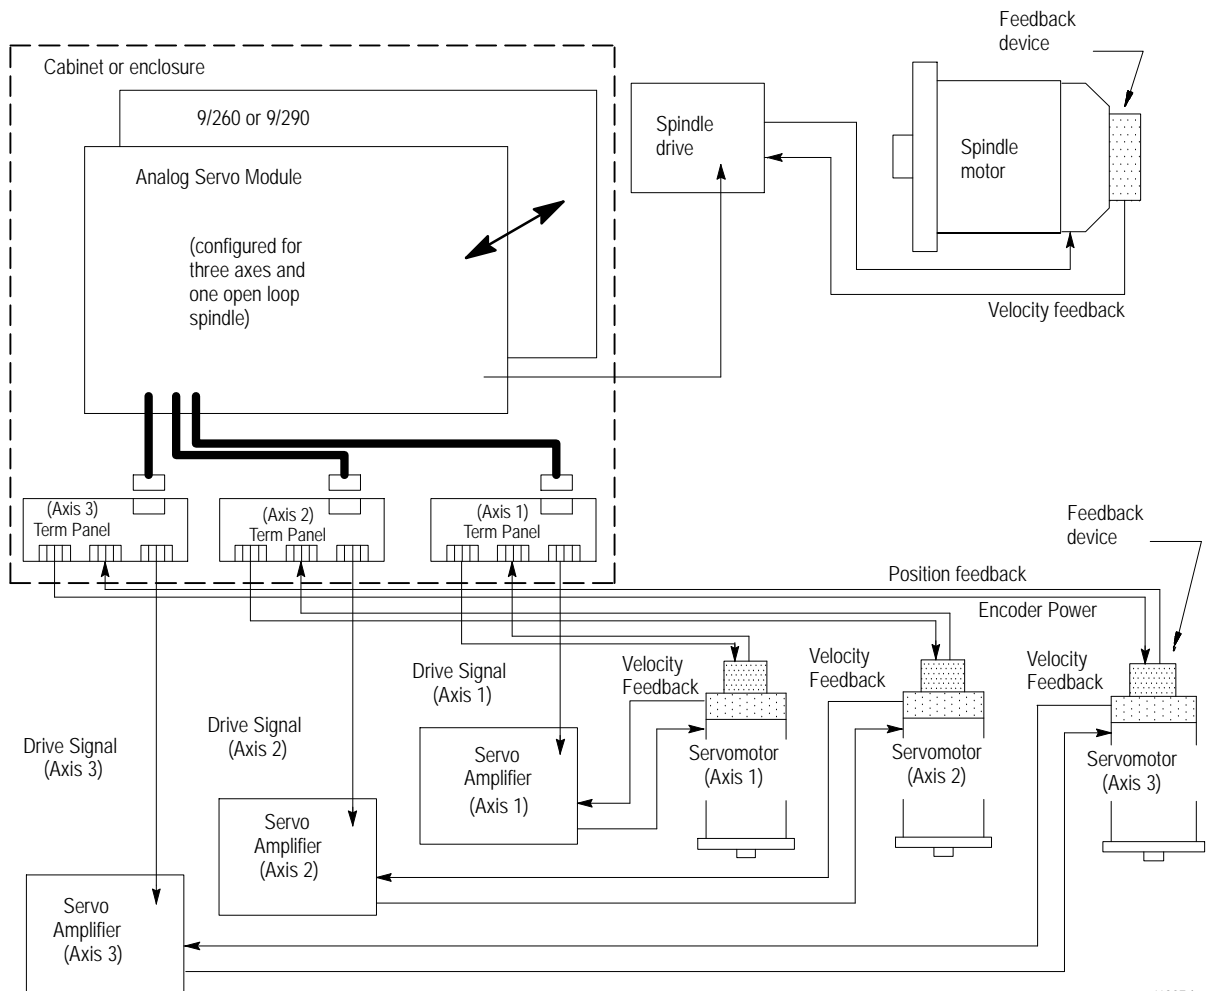 Feedback
device
Cabinet or enclosure
9/260 or 9/290
Spindle
drive
Spindle
motor
Analog Servo Module
(configured for
three axes and
one open loop
spindle)
Velocity feedback
(Axis 3)
Term Panel
(Axis 2)
Term Panel
(Axis 1)
Term Panel
Feedback
device
Position feedback
Encoder Power
Drive Signal
(Axis 1)
Velocity
Feedback
Velocity
Feedback
Velocity
Feedback
Drive Signal
(Axis 2)
Drive Signal
(Axis 3)
Servo
Amplifier
(Axis 1)
Servomotor
(Axis 1)
Servomotor
(Axis 2)
Servomotor
(Axis 3)
Servo
Amplifier
(Axis 2)
Servo
Amplifier
(Axis 3)